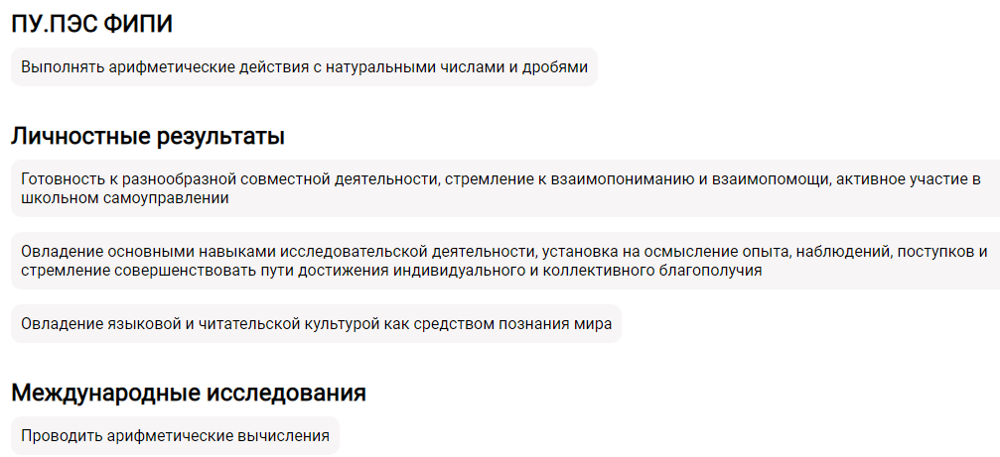 ПУ.ПЭС ФИПИ
Выполнять арифметические действия с натуральными числами и дробями
Личностные результаты
Готовность к разнообразной совместной деятельности, стремление к взаимопониманию и взаимопомощи, активное участие в
школьном самоуправлении
Овладение основными навыками исследовательской деятельности, установка на осмысление опыта, наблюдений, поступков и
стремление совершенствовать пути достижения индивидуального и коллективного благополучия
Овладение языковой и читательской культурой как средством познания мира
Международные исследования
Проводить арифметические вычисления